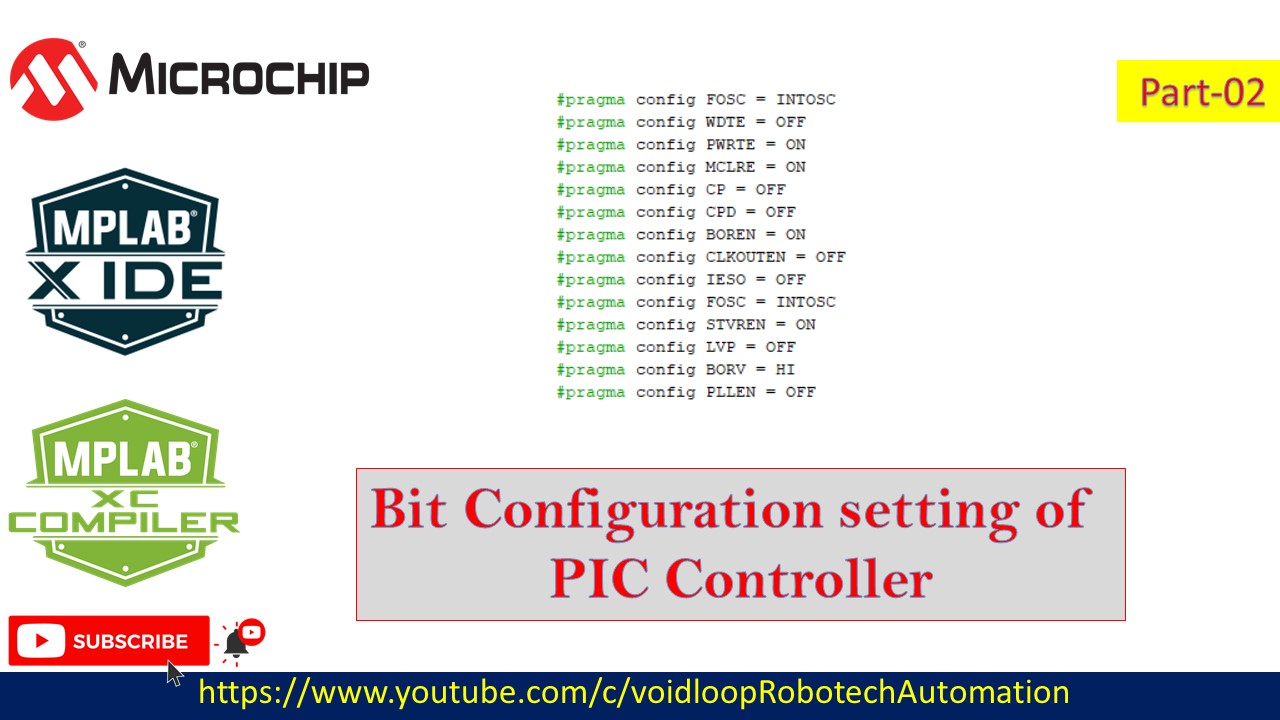 MICROCHIP
Part-02
#pragma config FOSC = INTOSC
#pragma config WDTE = OFF
#pragma config PWRTE = ON
#pragma config MCLRE = ON
#pragma config CP = OFF
#pragma config CPD = OFF
#pragma config BOREN = ON
#pragma config CLKOUTEN = OFF
#pragma config IESO = OFF
#pragma config FOSC = INTOSC
#pragma config STVREN = ON
#pragma config LVP = OFF
#pragma config BORV = HI
#pragma config PLLEN = OFF
MPLAB®
X IDE
MPLAB®
XC
COMPILER
Bit Configuration setting of
PIC Controller
SUBSCRIBE
https://www.youtube.com/c/voidloopRobotechAutomation